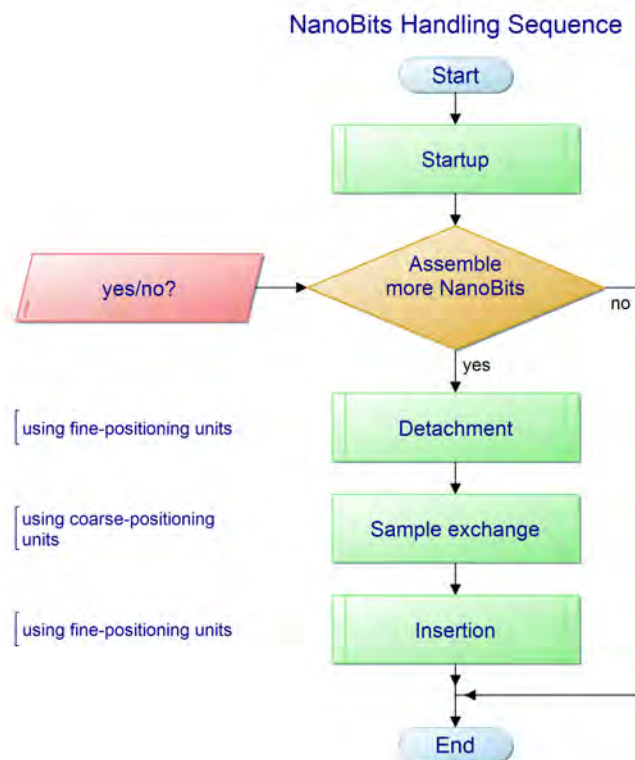 NanoBits Handling Sequence
Start
Startup
Assemble
more NanoBits
yes/no?
no
yes
using fine-positioning units
Detachment
using coarse-positioning
units
Sample exchange
using fine-positioning units
Insertion
End